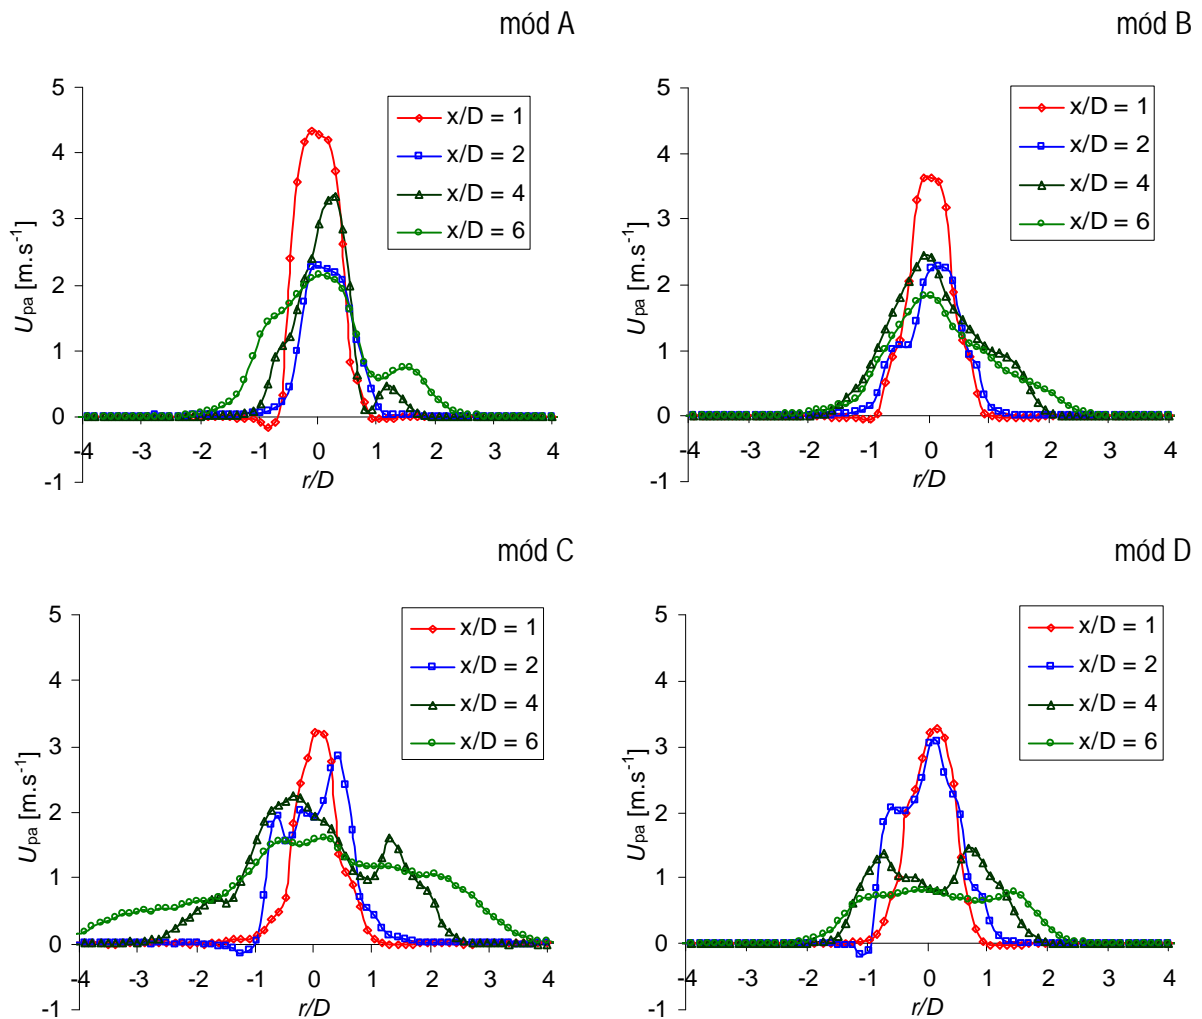 mód A
5
4
3
2
1
0
-1
-4
-3
-2
-1
0
1
2
3
4
U_pa [m.s⁻¹]
r/D
x/D = 1
x/D = 2
x/D = 4
x/D = 6
mód B
5
4
3
2
1
0
-1
-4
-3
-2
-1
0
1
2
3
4
U_pa [m.s⁻¹]
r/D
x/D = 1
x/D = 2
x/D = 4
x/D = 6
mód C
5
4
3
2
1
0
-1
-4
-3
-2
-1
0
1
2
3
4
U_pa [m.s⁻¹]
r/D
x/D = 1
x/D = 2
x/D = 4
x/D = 6
mód D
5
4
3
2
1
0
-1
-4
-3
-2
-1
0
1
2
3
4
U_pa [m.s⁻¹]
r/D
x/D = 1
x/D = 2
x/D = 4
x/D = 6